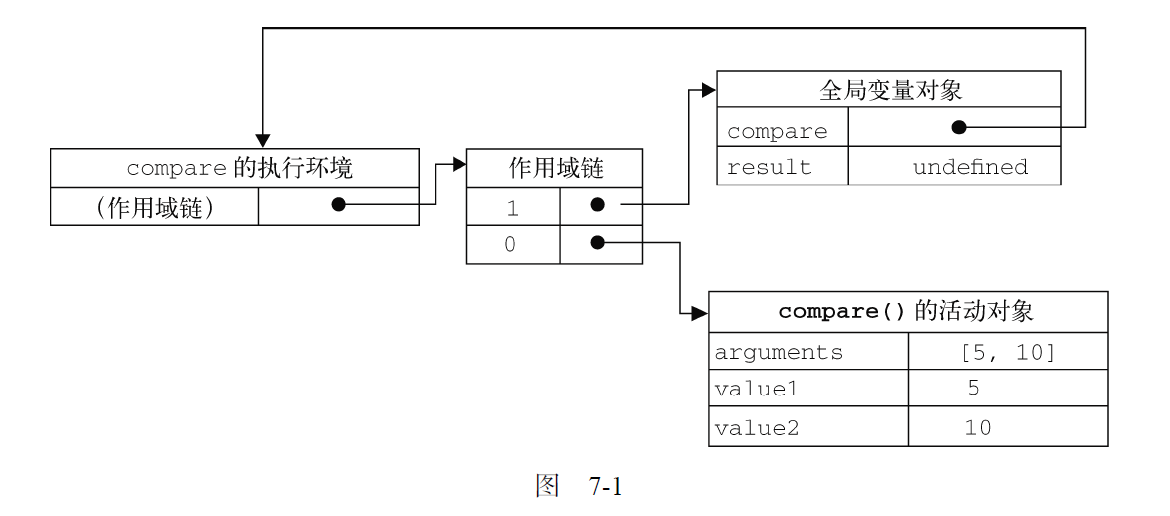 全局变量对象
compare
result undefined
compare 的执行环境
(作用域链)
作用域链
1
0
compare() 的活动对象
arguments [5, 10]
value1 5
value2 10
图 7-1